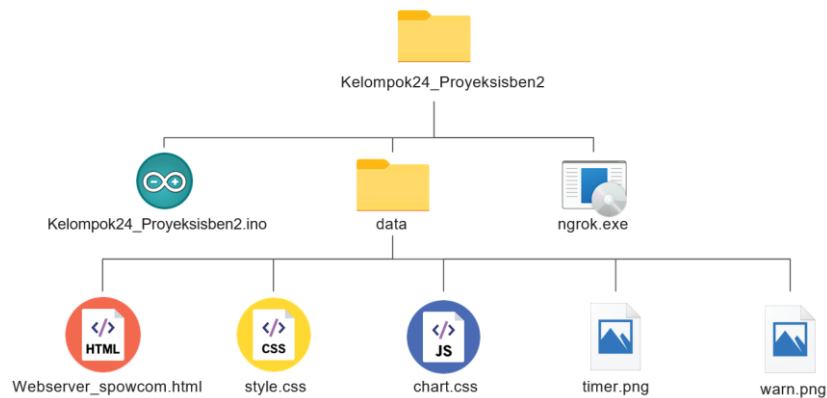 Kelompok24_Proyeksisben2
Kelompok24_Proyeksisben2.ino
data
ngrok.exe
</>
HTML
</>
CSS
</>
JS
Webserver_spowcom.html
style.css
chart.css
timer.png
warn.png